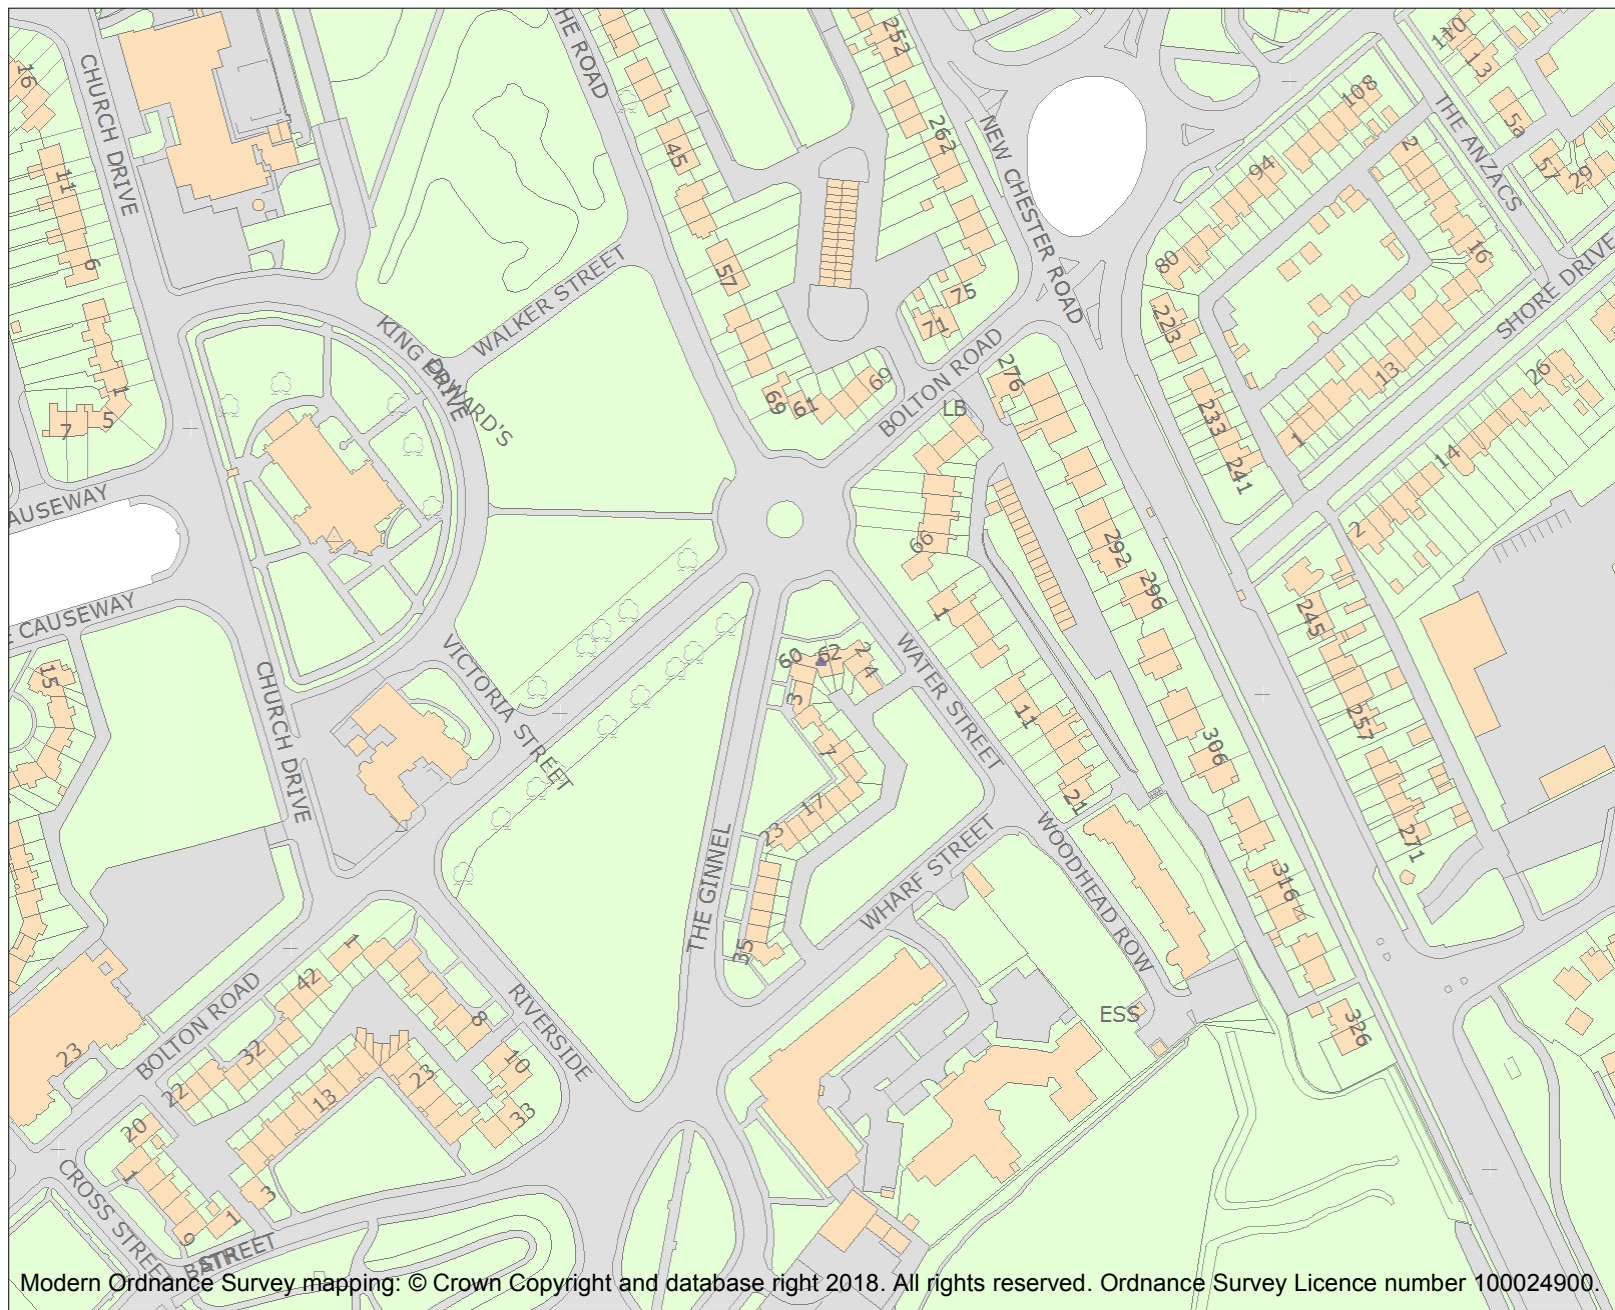 16
CHURCH DRIVE
11
6
1
5
7
AUSEWAY
E CAUSEWAY
15
HE ROAD
45
57
69
61
69
252
262
NEW CHESTER ROAD
75
71
BOLTON ROAD
276
LB
WALKER STREET
KING EDWARD'S
DRIVE
110
13
108
THE ANZACS
5a
57
29
2
94
80
16
SHORE DRIVE
223
233
241
13
1
26
14
2
292
296
66
1
WATER STREET
60
62
2
4
3
7
17
23
35
THE GINNEL
11
21
VICTORIA STREET
CHURCH DRIVE
245
257
271
306
316
326
WOODHEAD ROW
WHARF STREET
ESS
BOLTON ROAD
1
42
32
22
8
10
23
33
13
RIVERSIDE
23
20
1
9
1
3
CROSS STREE
BATH
STREET
Modern Ordnance Survey mapping: © Crown Copyright and database right 2018. All rights reserved. Ordnance Survey Licence number 100024900.